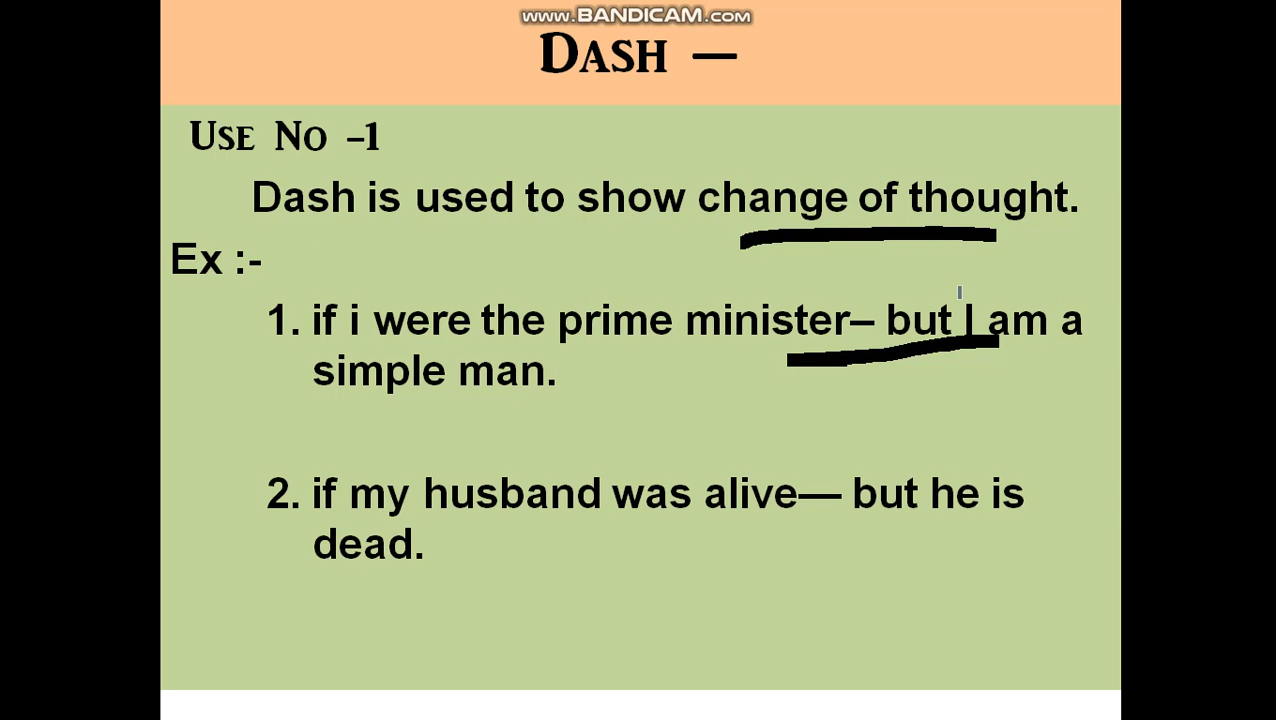 www.BANDICAM.com
DASH —
USE NO –1
Dash is used to show change of thought.
Ex :-
1. if i were the prime minister– but I am a
simple man.
2. if my husband was alive— but he is
dead.